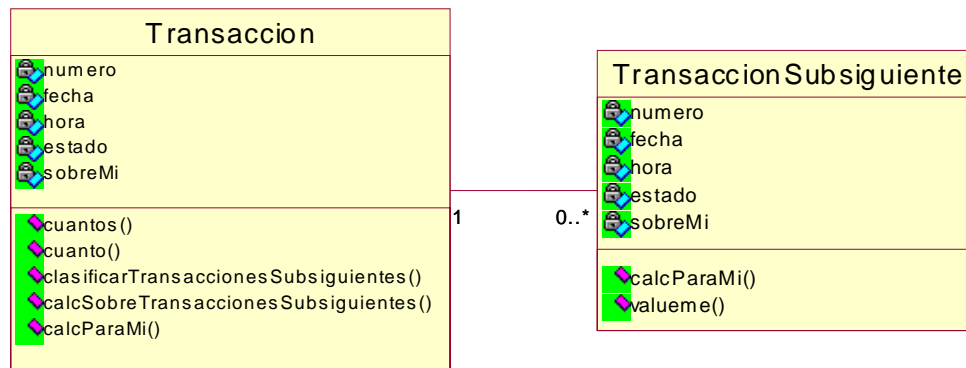 Transaccion
numero
fecha
hora
estado
sobreMi
cuantos()
cuanto()
clasificarTransaccionesSubsiguientes()
calcSobreTransaccionesSubsiguientes()
calcParaMi()
1
0..*
TransaccionSubsiguiente
numero
fecha
hora
estado
sobreMi
calcParaMi()
valueme()